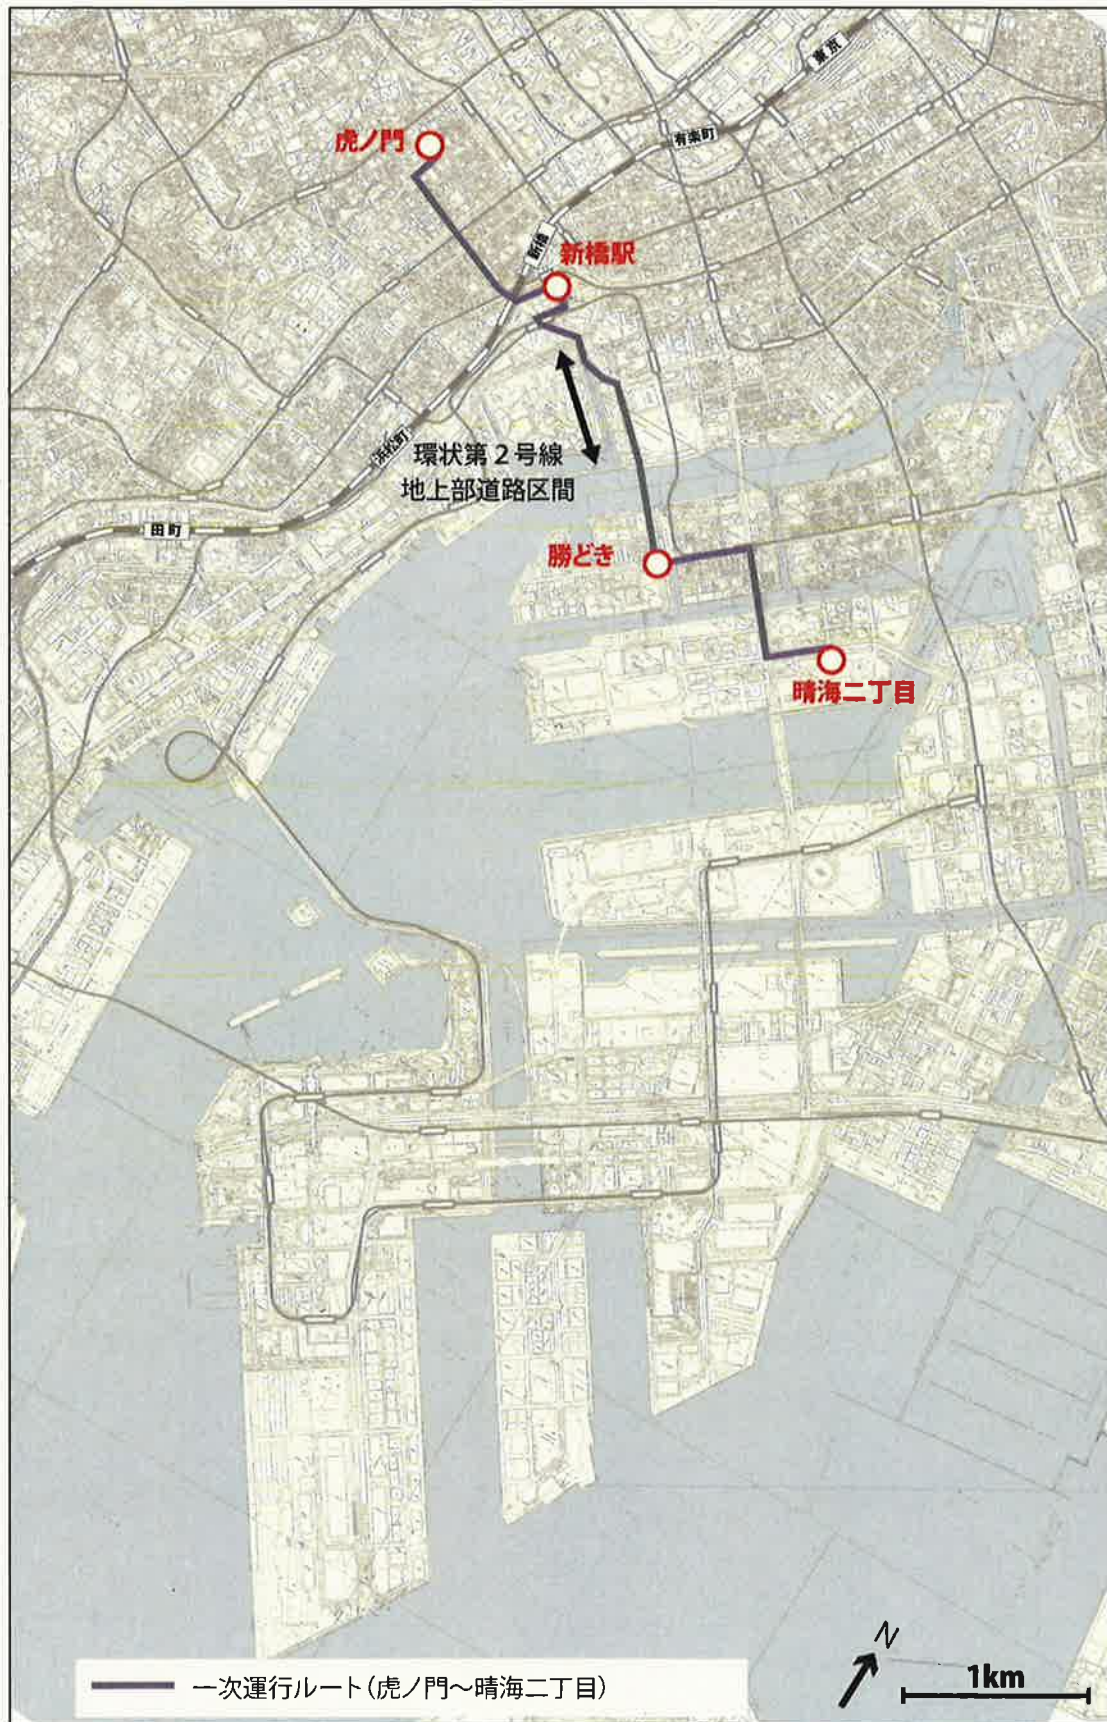 東京
有楽町
虎ノ門
新橋
新橋駅
浜松町
環状第2号線
地上部道路区間
田町
勝どき
晴海二丁目
N
1km
一次運行ルート(虎ノ門～晴海二丁目)